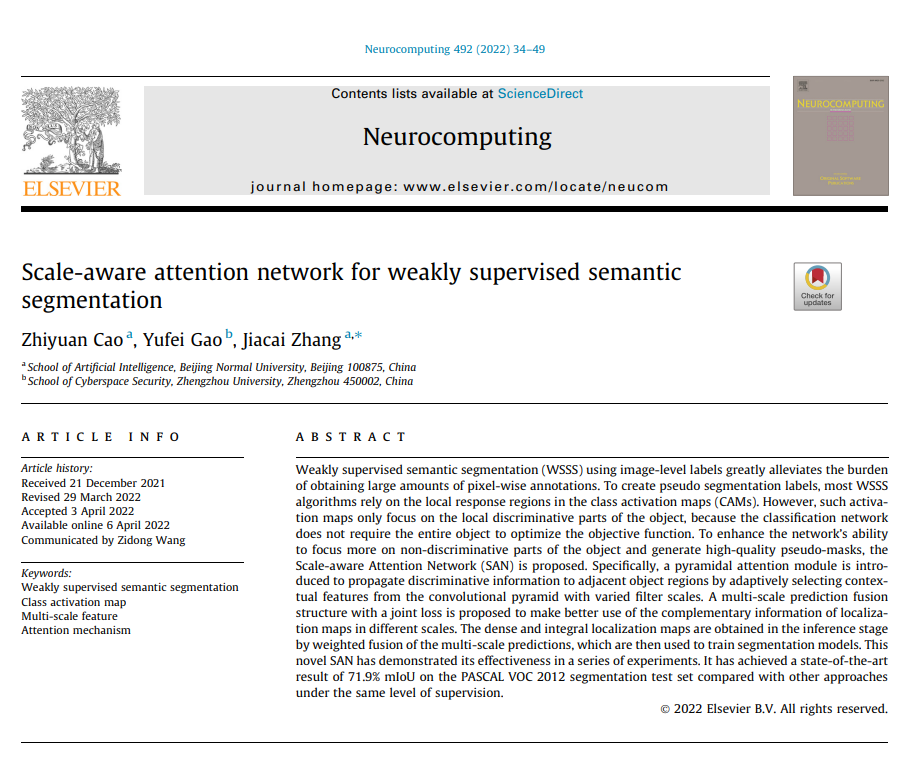 Neurocomputing 492 (2022) 34–49
Contents lists available at ScienceDirect
Neurocomputing
journal homepage: www.elsevier.com/locate/neucom
ELSEVIER
NEUROCOMPUTING
Scale-aware attention network for weakly supervised semantic
segmentation
Check for
updates
Zhiyuan Cao a, Yufei Gao b, Jiacai Zhang a,*
a School of Artificial Intelligence, Beijing Normal University, Beijing 100875, China
b School of Cyberspace Security, Zhengzhou University, Zhengzhou 450002, China
ARTICLE INFO
Article history:
Received 21 December 2021
Revised 29 March 2022
Accepted 3 April 2022
Available online 6 April 2022
Communicated by Zidong Wang
Keywords:
Weakly supervised semantic segmentation
Class activation map
Multi-scale feature
Attention mechanism
ABSTRACT
Weakly supervised semantic segmentation (WSSS) using image-level labels greatly alleviates the burden
of obtaining large amounts of pixel-wise annotations. To create pseudo segmentation labels, most WSSS
algorithms rely on the local response regions in the class activation maps (CAMs). However, such activa-
tion maps only focus on the local discriminative parts of the object, because the classification network
does not require the entire object to optimize the objective function. To enhance the network's ability
to focus more on non-discriminative parts of the object and generate high-quality pseudo-masks, the
Scale-aware Attention Network (SAN) is proposed. Specifically, a pyramidal attention module is intro-
duced to propagate discriminative information to adjacent object regions by adaptively selecting contex-
tual features from the convolutional pyramid with varied filter scales. A multi-scale prediction fusion
structure with a joint loss is proposed to make better use of the complementary information of localiza-
tion maps in different scales. The dense and integral localization maps are obtained in the inference stage
by weighted fusion of the multi-scale predictions, which are then used to train segmentation models. This
novel SAN has demonstrated its effectiveness in a series of experiments. It has achieved a state-of-the-art
result of 71.9% mIoU on the PASCAL VOC 2012 segmentation test set compared with other approaches
under the same level of supervision.
© 2022 Elsevier B.V. All rights reserved.